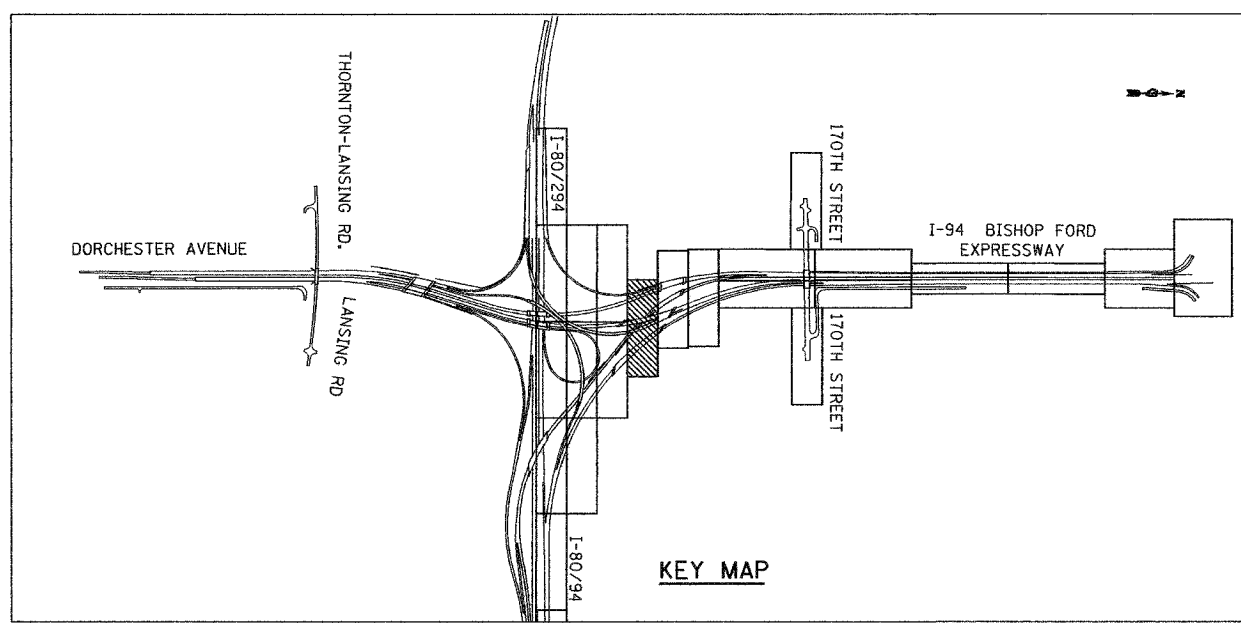 THORNTON-LANSING RD.
LANSING RD
DORCHESTER AVENUE
I-80/294
I-80/94
170TH STREET
170TH STREET
I-94 BISHOP FORD
EXPRESSWAY
N
KEY MAP